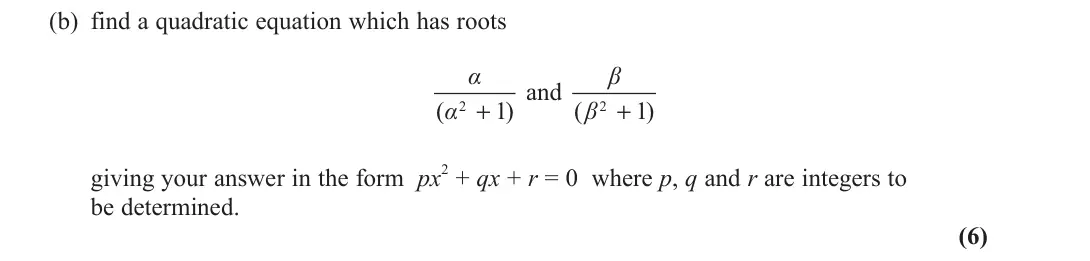 (b) find a quadratic equation which has roots
α/(α² + 1) and β/(β² + 1)
giving your answer in the form px² + qx + r = 0 where p, q and r are integers to
be determined.
(6)